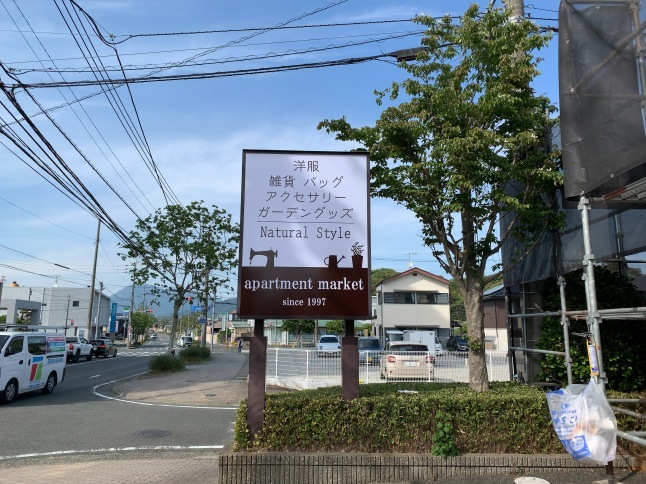 洋服
雑貨 バッグ
アクセサリー
ガーデングッズ
Natural Style
apartment market
since 1997